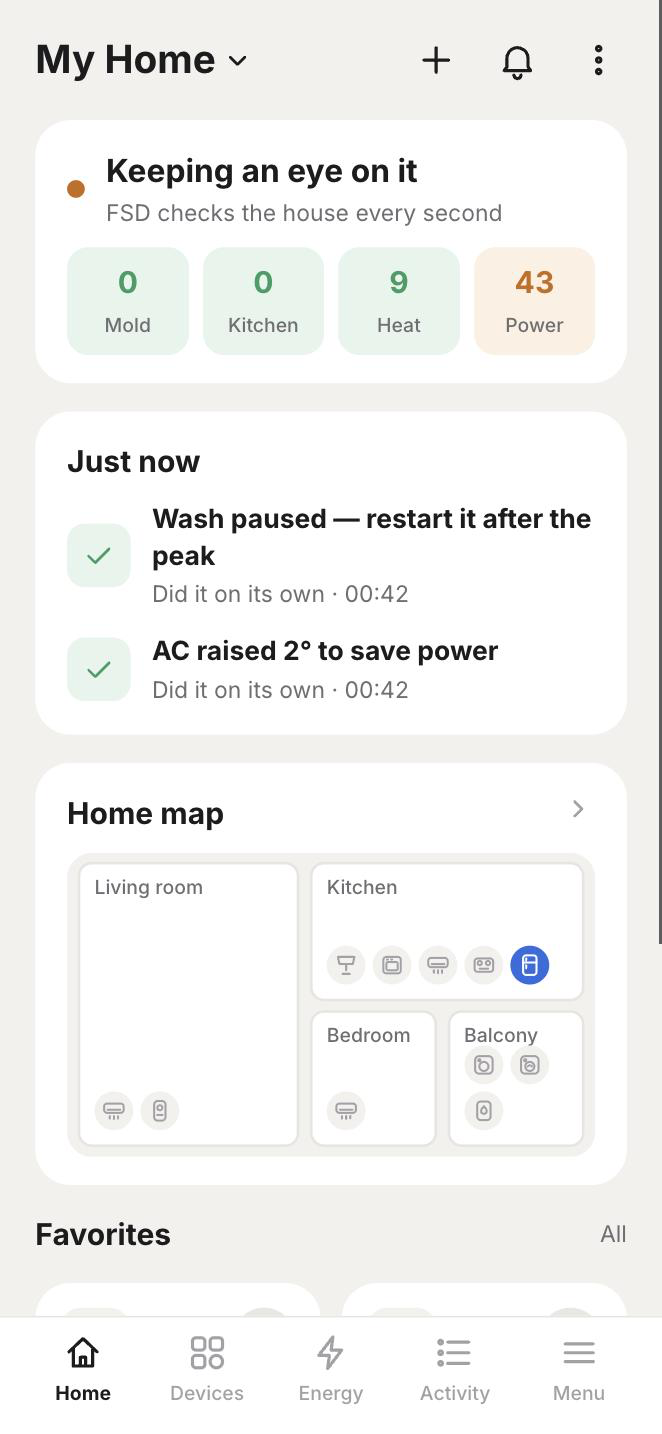 My Home
Keeping an eye on it
FSD checks the house every second
0
Mold
0
Kitchen
9
Heat
43
Power
Just now
Wash paused — restart it after the
peak
Did it on its own · 00:42
AC raised 2° to save power
Did it on its own · 00:42
Home map
Living room
Kitchen
Bedroom
Balcony
Favorites
All
Home
Devices
Energy
Activity
Menu